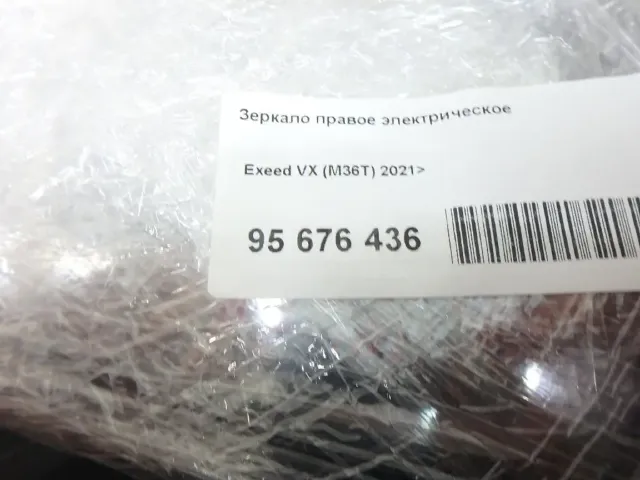 Зеркало правое электрическое
Exeed VX (M36T) 2021>
95 676 436